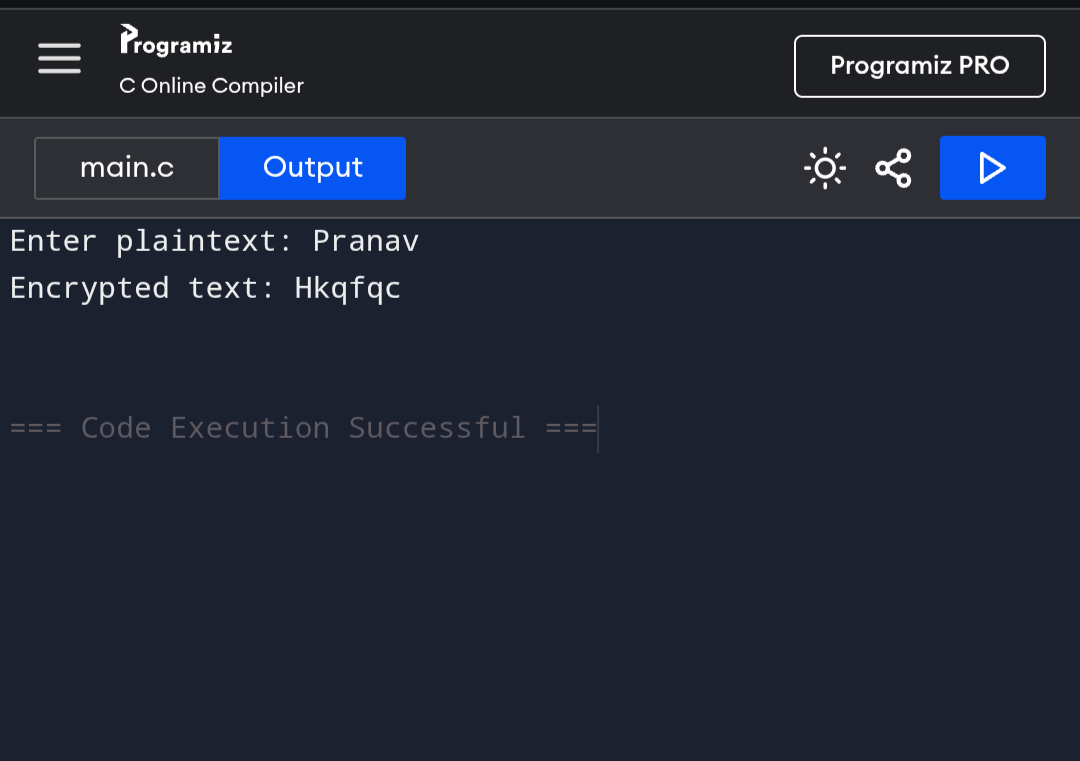 Programiz
C Online Compiler
Programiz PRO
main.c
Output
Enter plaintext: Pranav
Encrypted text: Hkqfqc
=== Code Execution Successful ===